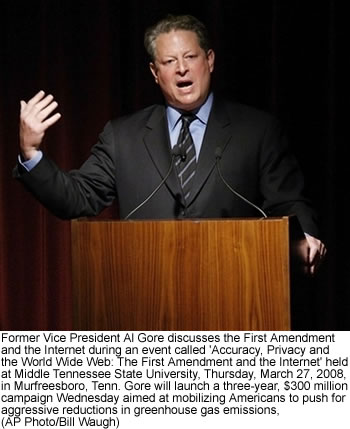 Former Vice President Al Gore discusses the First Amendment
and the Internet during an event called 'Accuracy, Privacy and
the World Wide Web: The First Amendment and the Internet' held
at Middle Tennessee State University, Thursday, March 27, 2008,
in Murfreesboro, Tenn. Gore will launch a three-year, $300 million
campaign Wednesday aimed at mobilizing Americans to push for
aggressive reductions in greenhouse gas emissions,
(AP Photo/Bill Waugh)